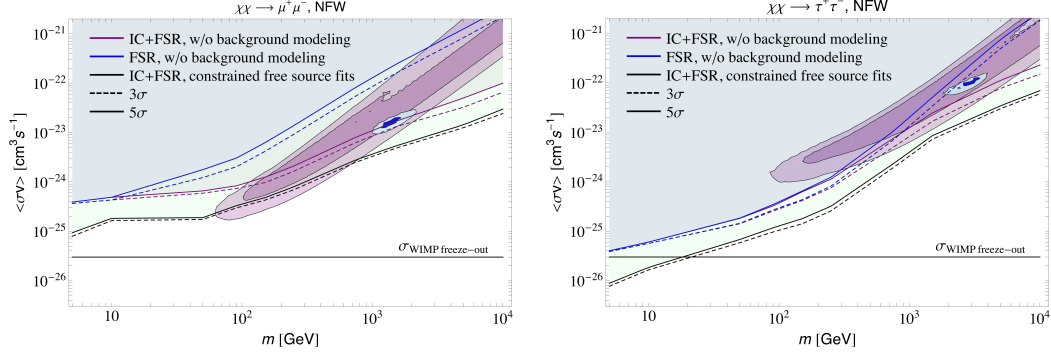 χχ → μ⁺μ⁻, NFW
10⁻²¹
10⁻²²
10⁻²³
10⁻²⁴
10⁻²⁵
10⁻²⁶
<σv> [cm³s⁻¹]
IC+FSR, w/o background modeling
FSR, w/o background modeling
IC+FSR, constrained free source fits
3σ
5σ
σWIMP freeze−out
10 10² 10³ 10⁴
m [GeV]
χχ → τ⁺τ⁻, NFW
10⁻²¹
10⁻²²
10⁻²³
10⁻²⁴
10⁻²⁵
10⁻²⁶
<σv> [cm³s⁻¹]
IC+FSR, w/o background modeling
FSR, w/o background modeling
IC+FSR, constrained free source fits
3σ
5σ
σWIMP freeze−out
10 10² 10³ 10⁴
m [GeV]